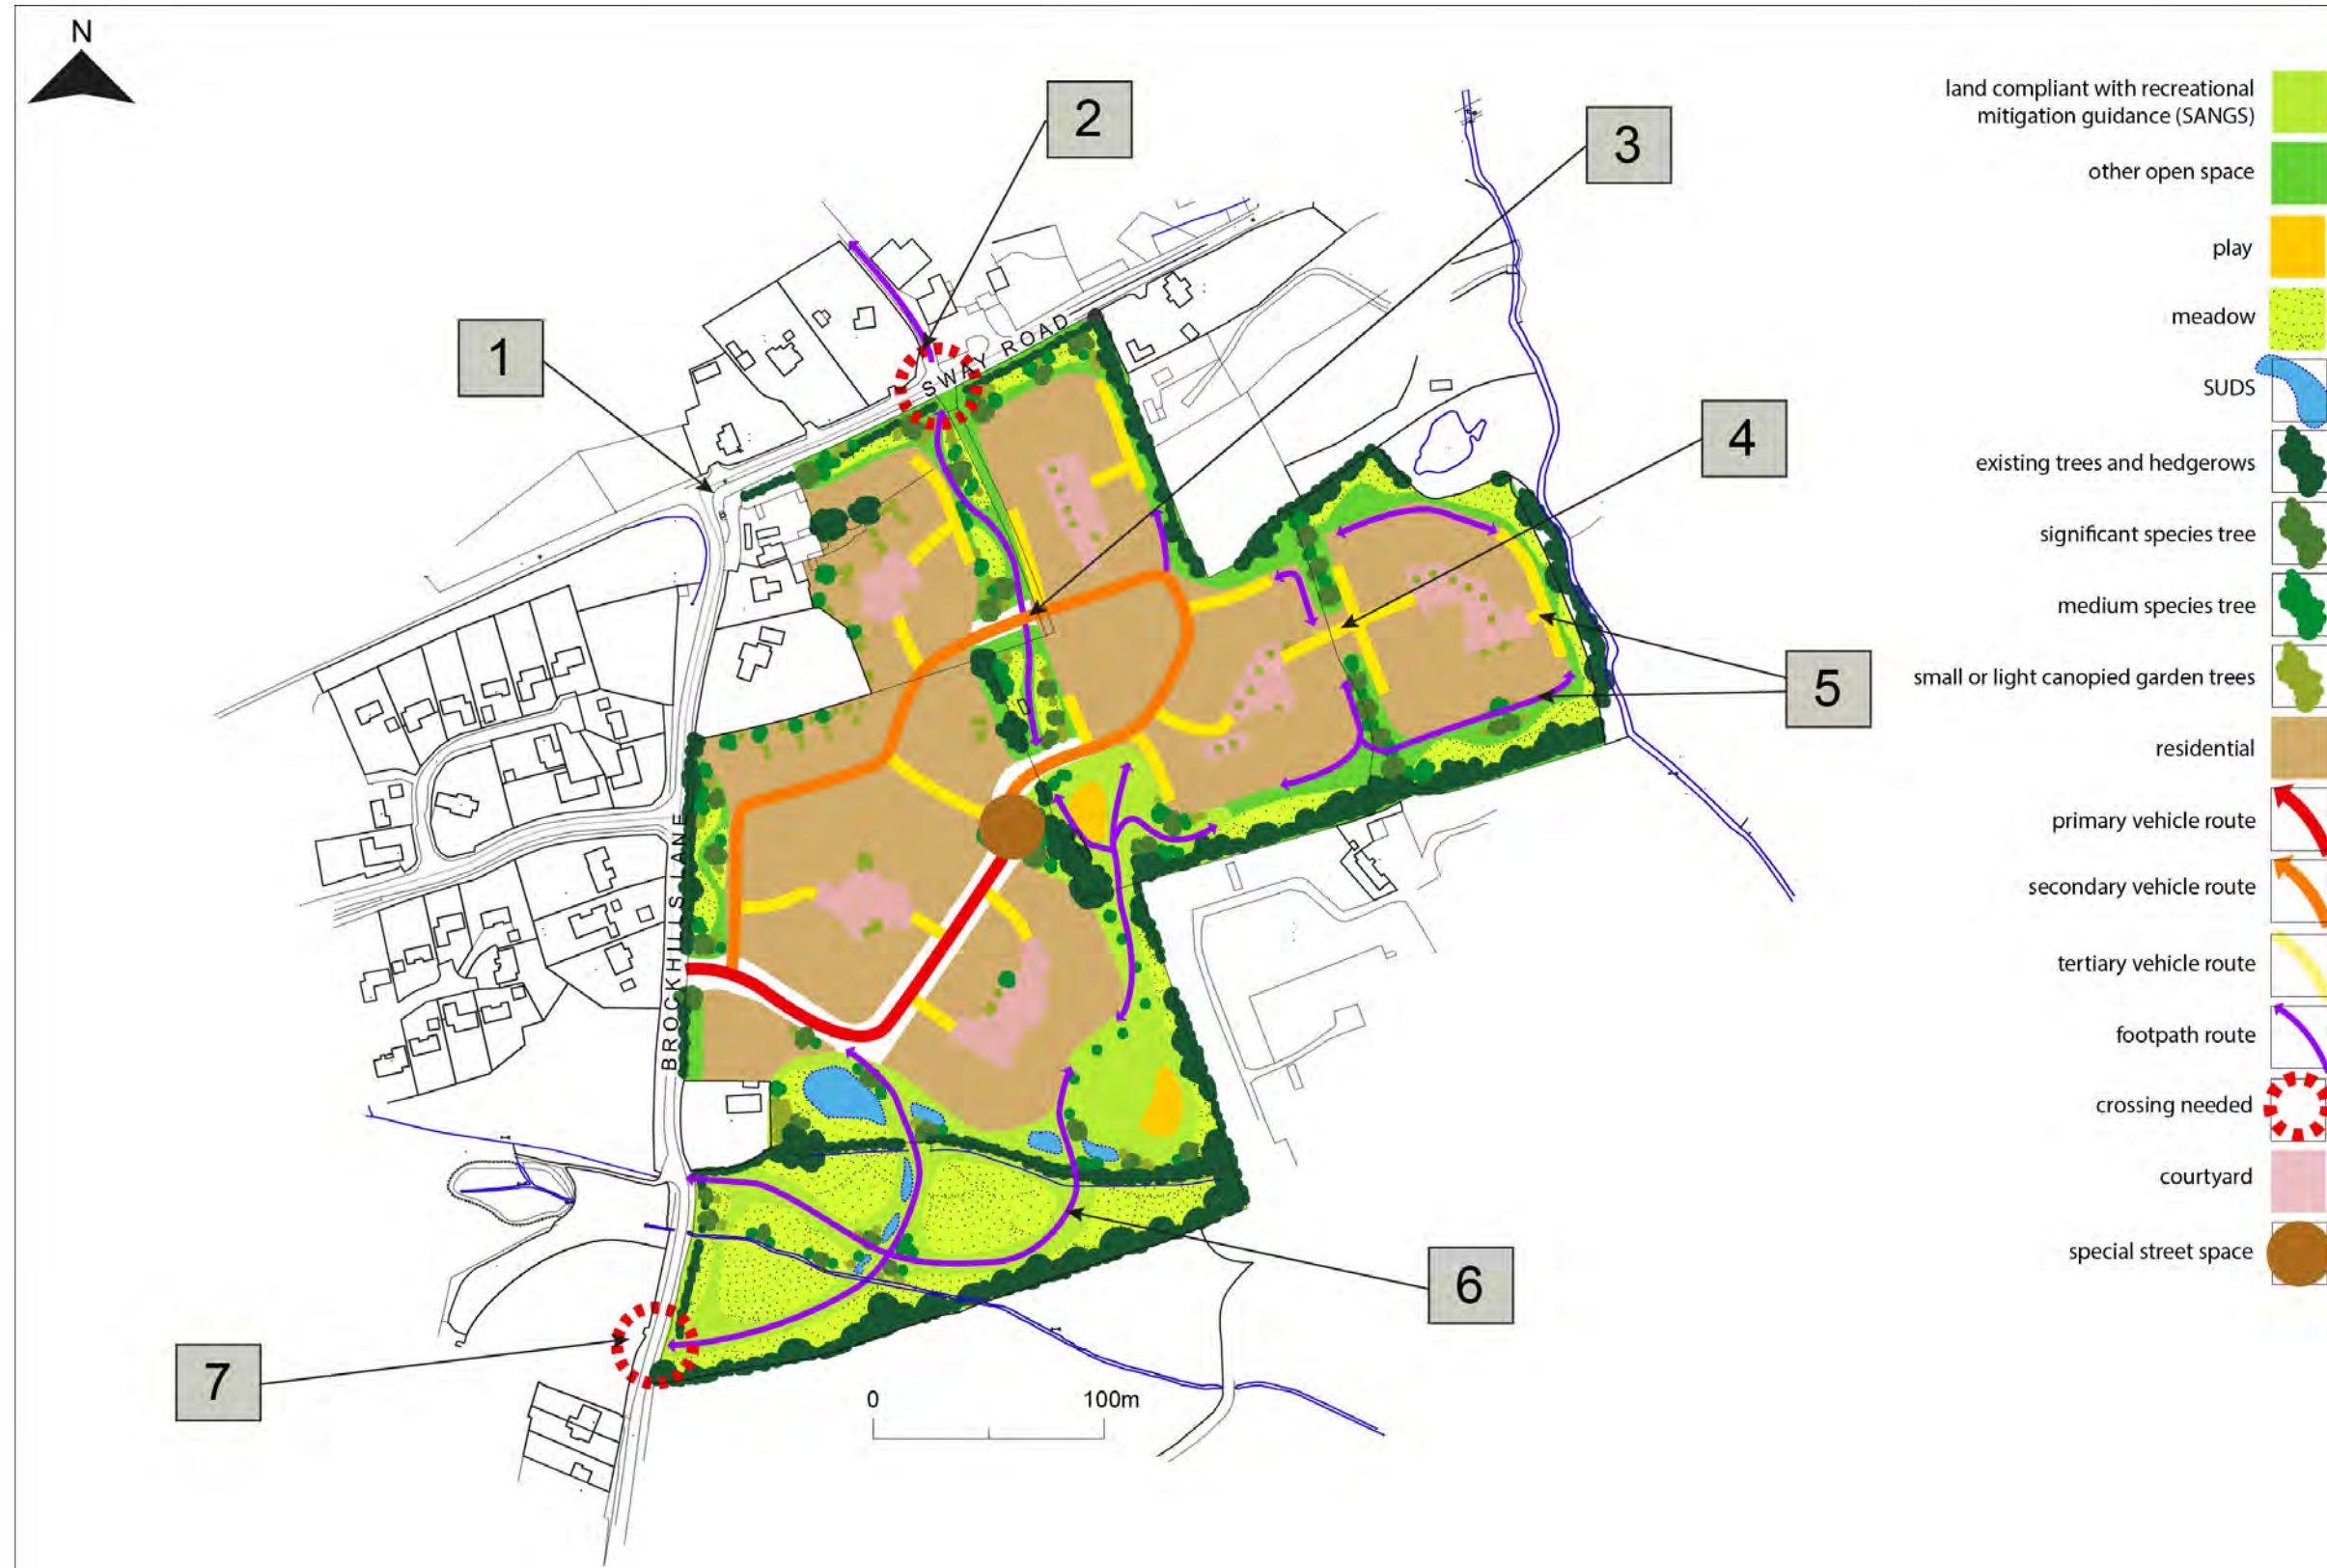 N
2
3
1
SWAY ROAD
4
5
BROCKHILLS LANE
6
7
0 100m
land compliant with recreational
mitigation guidance (SANGS)
other open space
play
meadow
SUDS
existing trees and hedgerows
significant species tree
medium species tree
small or light canopied garden trees
residential
primary vehicle route
secondary vehicle route
tertiary vehicle route
footpath route
crossing needed
courtyard
special street space